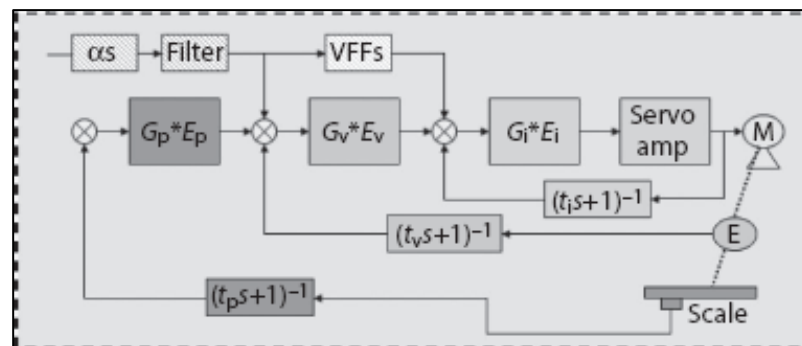 αs
Filter
VFFs
Gp*Ep
Gv*Ev
Gi*Ei
Servo
amp
M
(tis+1)⁻¹
(tvs+1)⁻¹
E
(tps+1)⁻¹
Scale